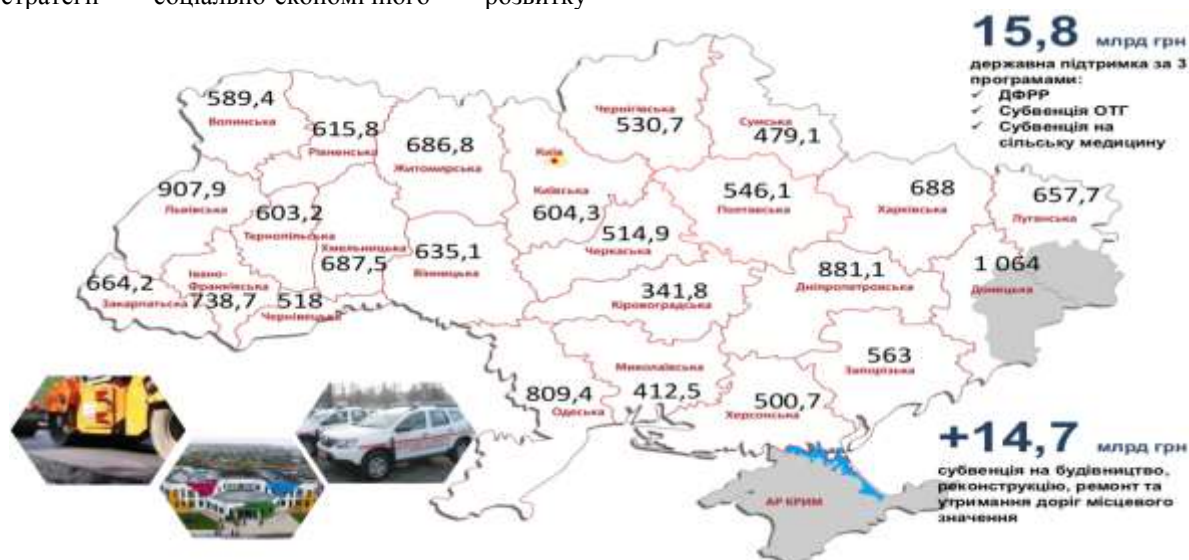 стратегії соціально-економічного розвитку
15,8 млрд грн
державна підтримка за 3
програмами:
✓ ДФРР
✓ Субвенція ОТГ
✓ Субвенція на
сільську медицину
589,4
Волинська
615,8
Рівненська
686,8
Житомирська
Київ
Київська
604,3
Чернігівська
530,7
Сумська
479,1
907,9
Львівська
603,2
Тернопільська
Хмельницька
687,5
635,1
Вінницька
514,9
Черкаська
546,1
Полтавська
688
Харківська
657,7
Луганська
664,2
Закарпатська
Івано-
Франківська
738,7
518
Чернівецька
341,8
Кіровоградська
881,1
Дніпропетровська
1 064
Донецька
809,4
Одеська
Миколаївська
412,5
500,7
Херсонська
563
Запорізька
АР КРИМ
+14,7 млрд грн
субвенція на будівництво,
реконструкцію, ремонт та
утримання доріг місцевого
значення